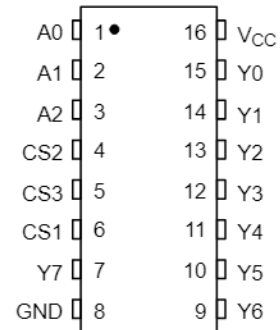 A0 1 16 VCC
A1 2 15 Y0
A2 3 14 Y1
CS2 4 13 Y2
CS3 5 12 Y3
CS1 6 11 Y4
Y7 7 10 Y5
GND 8 9 Y6